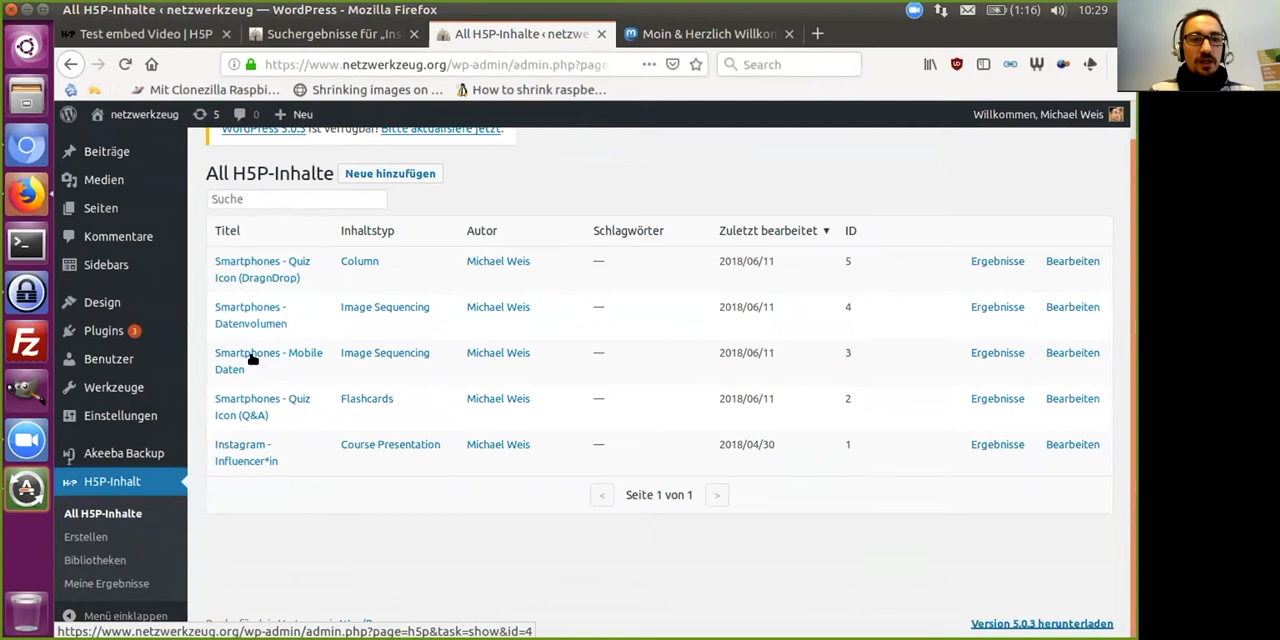 All H5P-Inhalte ‹ netzwerkzeug — WordPress - Mozilla Firefox
(1:16)
10:29
Test embed Video | H5P
Suchergebnisse für „Ins
All H5P-Inhalte ‹ netzwe
Moin & Herzlich Willkon
https://www.netzwerkzeug.org/wp-admin/admin.php?page
Search
Mit Clonezilla Raspbi...
Shrinking images on ...
How to shrink raspbe...
netzwerkzeug
5
0
Neu
Willkommen, Michael Weis
WordPress 5.0.3 ist verfügbar! Bitte aktualisiere jetzt.
Beiträge
Medien
Seiten
Kommentare
Sidebars
Design
Plugins 3
Benutzer
Werkzeuge
Einstellungen
Akeeba Backup
H5P H5P-Inhalt
All H5P-Inhalte
Erstellen
Bibliotheken
Meine Ergebnisse
Menü einklappen
All H5P-Inhalte
Neue hinzufügen
Suche
Titel Inhaltstyp Autor Schlagwörter Zuletzt bearbeitet ▼ ID
Smartphones - Quiz Column Michael Weis — 2018/06/11 5 Ergebnisse Bearbeiten
Icon (DragnDrop)
Smartphones - Image Sequencing Michael Weis — 2018/06/11 4 Ergebnisse Bearbeiten
Datenvolumen
Smartphones - Mobile Image Sequencing Michael Weis — 2018/06/11 3 Ergebnisse Bearbeiten
Daten
Smartphones - Quiz Flashcards Michael Weis — 2018/06/11 2 Ergebnisse Bearbeiten
Icon (Q&A)
Instagram - Course Presentation Michael Weis — 2018/04/30 1 Ergebnisse Bearbeiten
Influencer*in
< Seite 1 von 1 >
Version 5.0.3 herunterladen
https://www.netzwerkzeug.org/wp-admin/admin.php?page=h5p&task=show&id=4